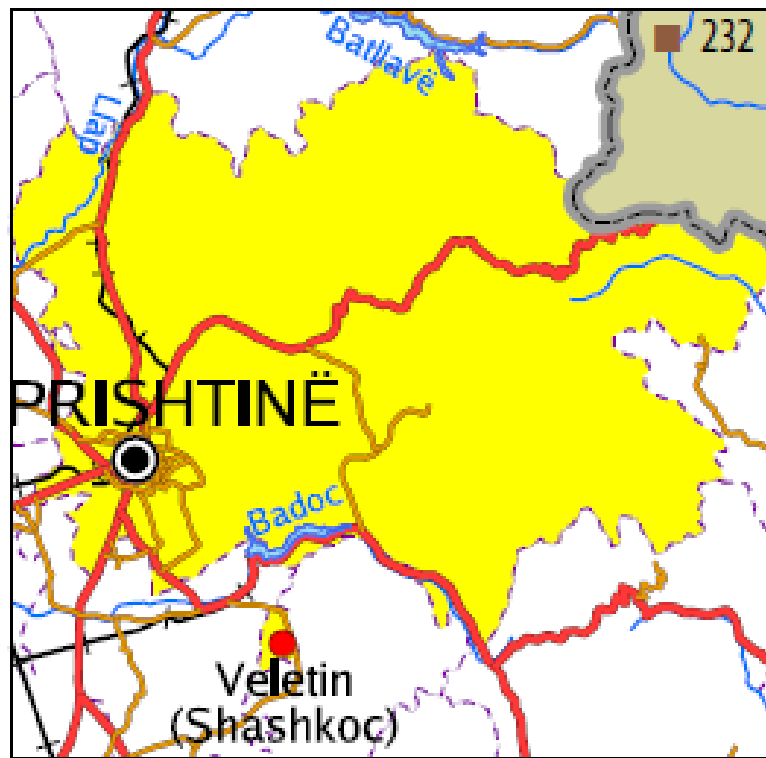 232
Batllavë
Llap
PRISHTINË
Badoc
Veletin
(Shashkoc)